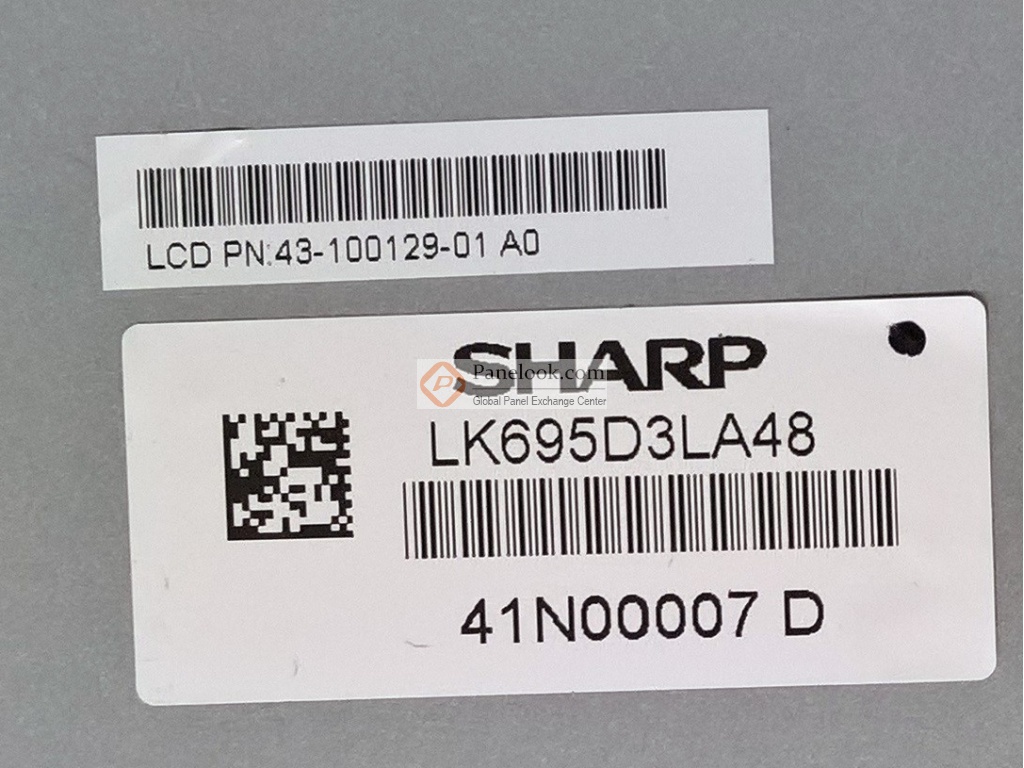 LCD PN:43-100129-01 A0
SHARP
Panelook.com
Global Panel Exchange Center
LK695D3LA48
41N00007 D